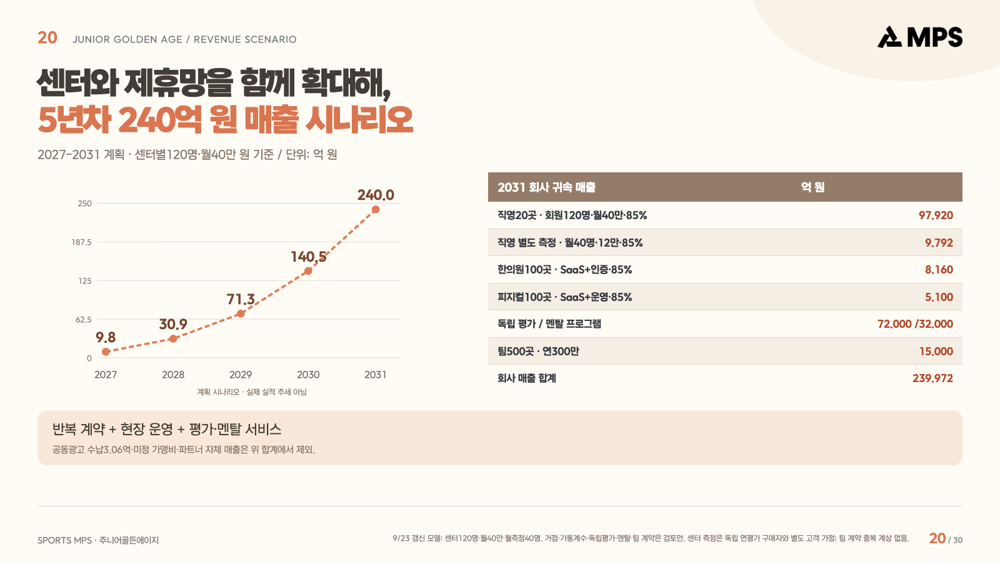 20 JUNIOR GOLDEN AGE / REVENUE SCENARIO
MPS
센터와 제휴망을 함께 확대해,
5년차 240억 원 매출 시나리오
2027–2031 계획 · 센터별120명·월40만 원 기준 / 단위: 억 원
250
187.5
125
62.5
0
9.8
30.9
71.3
140.5
240.0
2027 2028 2029 2030 2031
계획 시나리오 · 실제 실적 추세 아님
2031 회사 귀속 매출 억 원
직영20곳 · 회원120명·월40만·85% 97.920
직영 별도 측정 · 월40명·12만·85% 9.792
한의원100곳 · SaaS+인증·85% 8.160
피지컬100곳 · SaaS+운영·85% 5.100
독립 평가 / 멘탈 프로그램 72.000 /32.000
팀500곳 · 연300만 15.000
회사 매출 합계 239.972
반복 계약 + 현장 운영 + 평가·멘탈 서비스
공동광고 수납3.06억·미정 가맹비·파트너 자체 매출은 위 합계에서 제외.
SPORTS MPS · 주니어골든에이지
9/23 갱신 모델: 센터120명·월40만·월측정40명. 거점·가동계수·독립평가·멘탈·팀 계약은 검토안. 센터 측정은 독립 연평가 구매자와 별도 고객 가정; 팀 계약 중복 계상 없음.
20 / 30